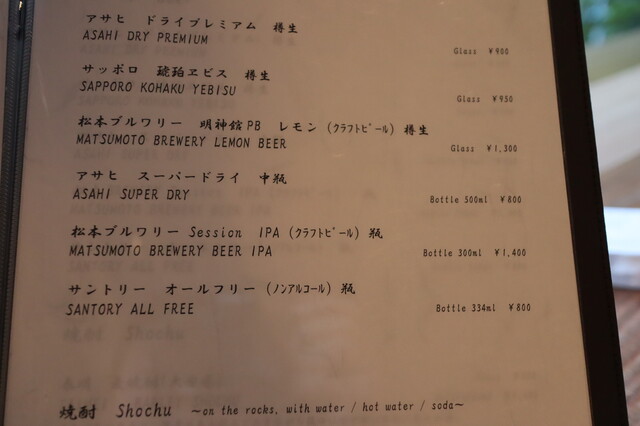 アサヒ ドライプレミアム 樽生
ASAHI DRY PREMIUM
Glass ¥900
サッポロ 琥珀ヱビス 樽生
SAPPORO KOHAKU YEBISU
Glass ¥950
松本ブルワリー 明神館PB レモン (クラフトビール) 樽生
MATSUMOTO BREWERY LEMON BEER
Glass ¥1,300
アサヒ スーパードライ 中瓶
ASAHI SUPER DRY
Bottle 500ml ¥800
松本ブルワリー Session IPA (クラフトビール) 瓶
MATSUMOTO BREWERY BEER IPA
Bottle 300ml ¥1,400
サントリー オールフリー (ノンアルコール) 瓶
SANTORY ALL FREE
Bottle 334ml ¥800
焼酎 Shochu ～on the rocks, with water / hot water / soda～